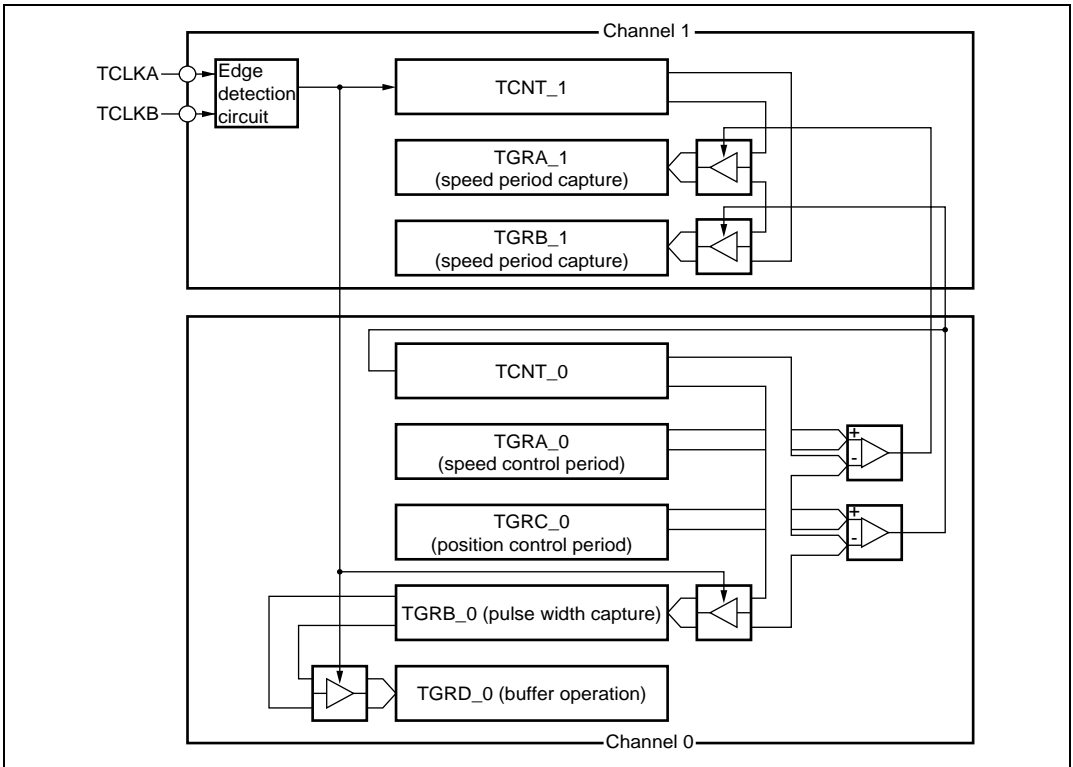 Channel 1
TCLKA
TCLKB
Edge
detection
circuit
TCNT_1
TGRA_1
(speed period capture)
TGRB_1
(speed period capture)
TCNT_0
TGRA_0
(speed control period)
+
-
TGRC_0
(position control period)
+
-
TGRB_0 (pulse width capture)
TGRD_0 (buffer operation)
Channel 0